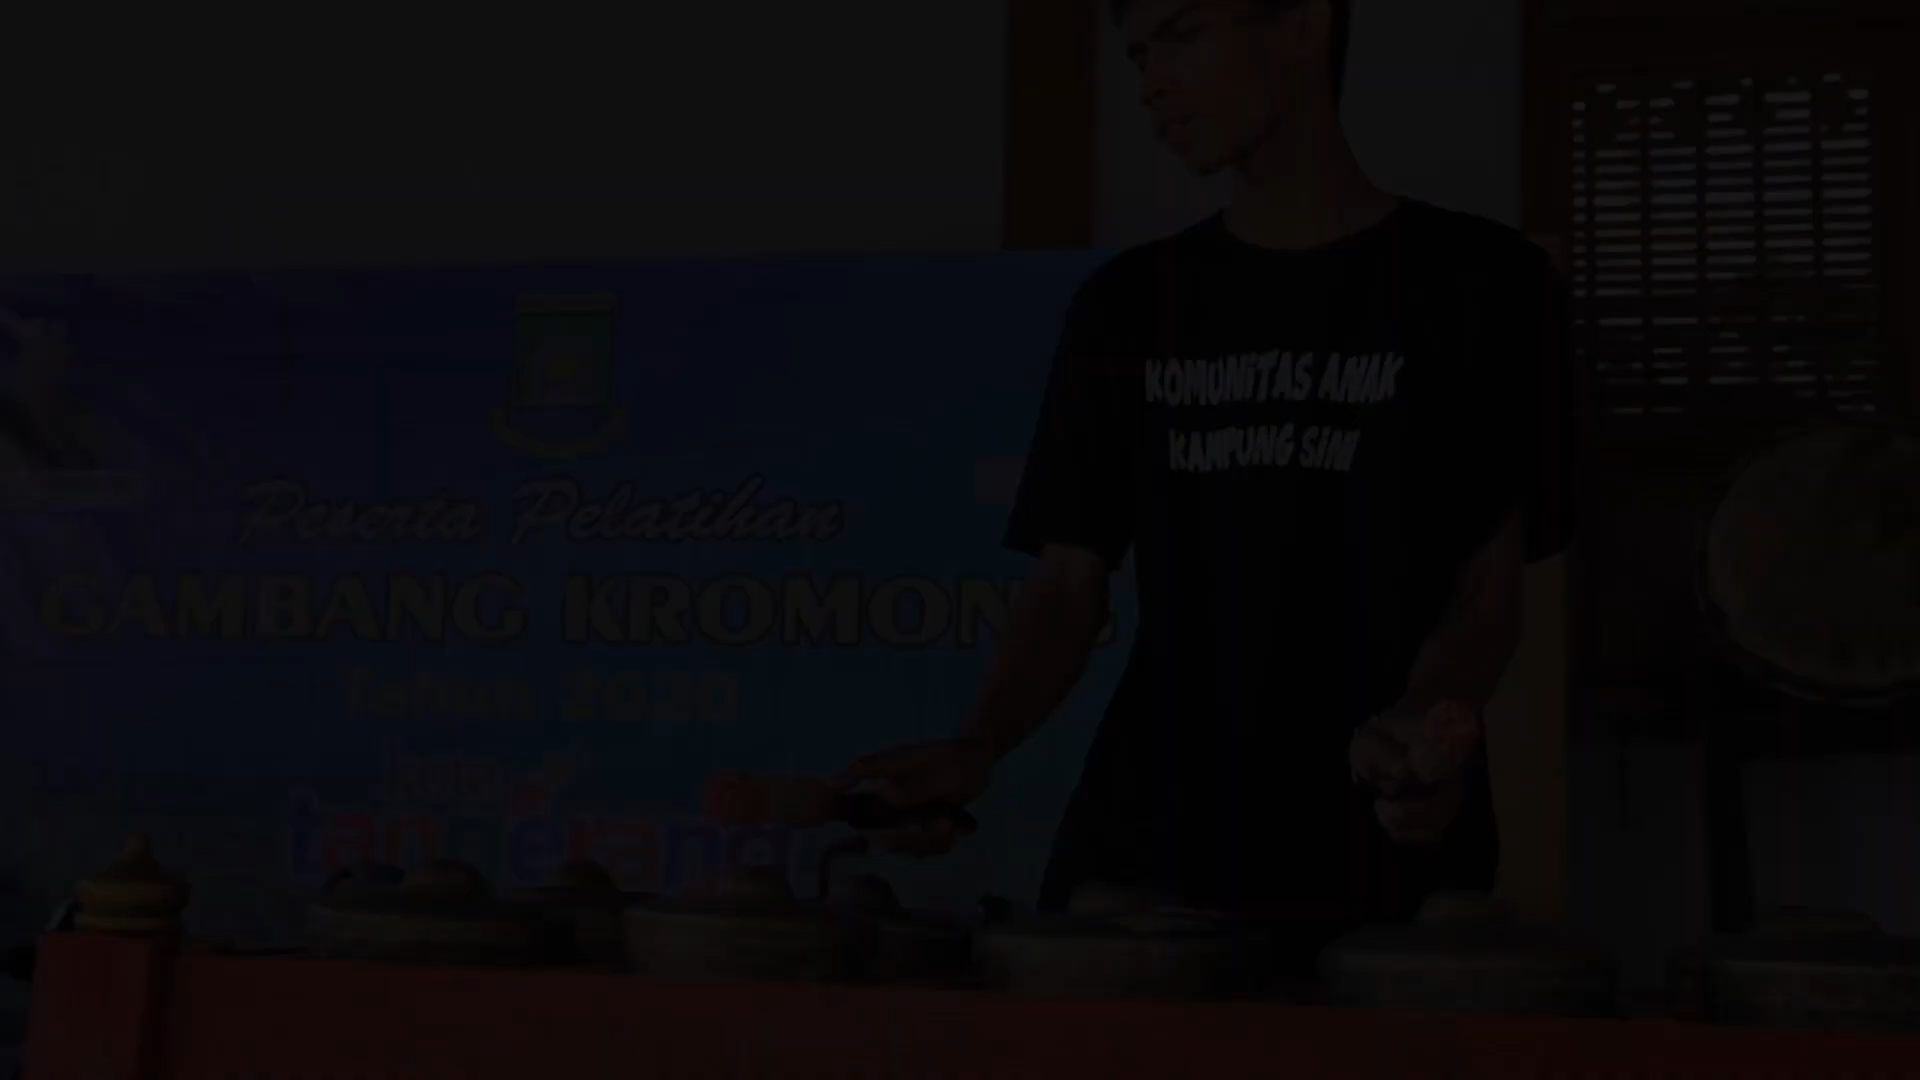 KOMUNITAS ANAK
KAMPUNG SINI
Peserta Pelatihan
GAMBANG KROMONG
Tahun 2020